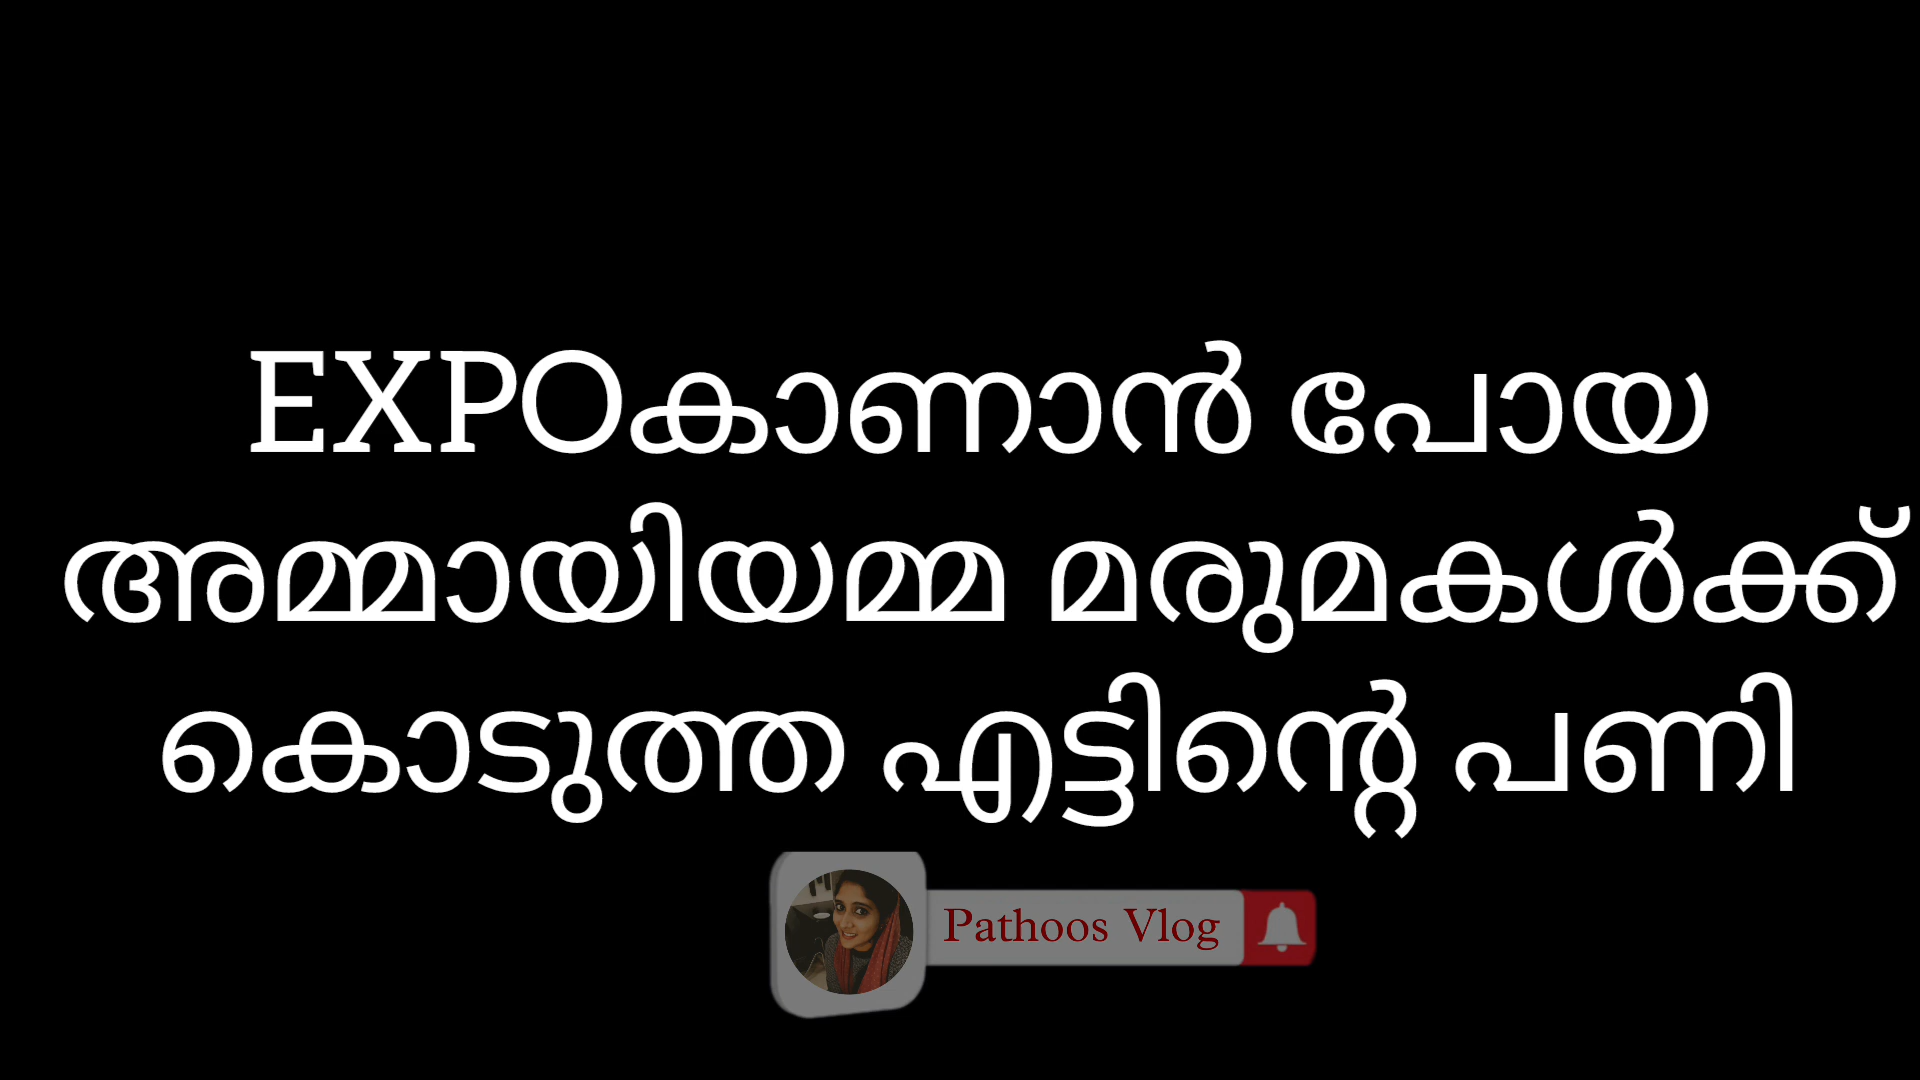 EXPOകാണാൻ പോയ
അമ്മായിയമ്മ മരുമകൾക്ക്
കൊടുത്ത എട്ടിന്റെ പണി
Pathoos Vlog